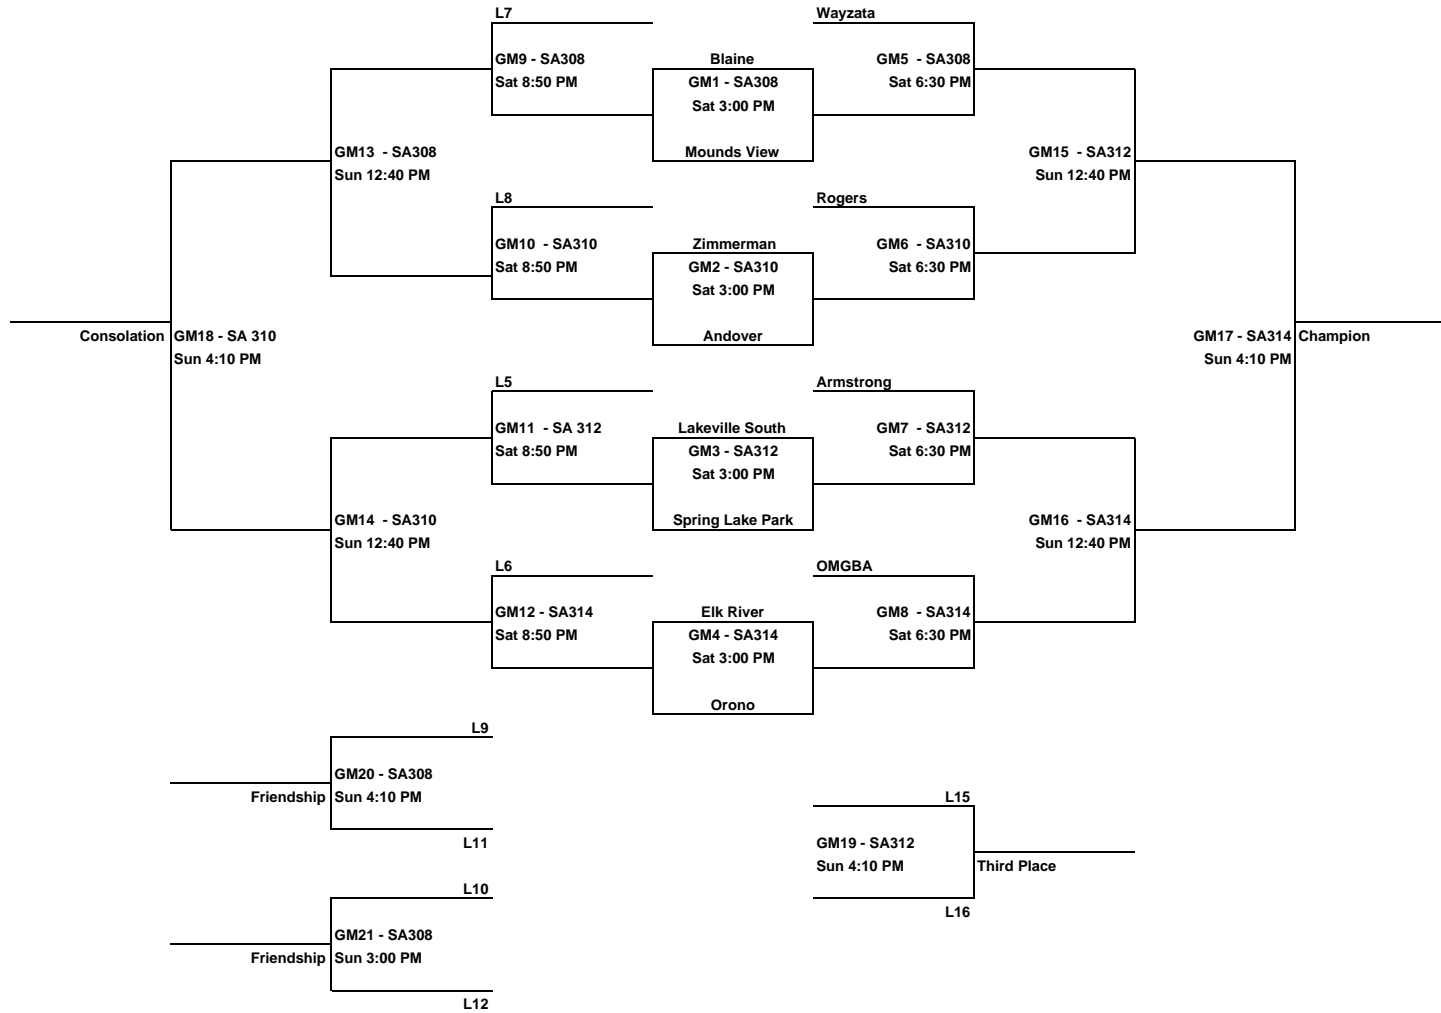 L7
Wayzata
GM9 - SA308
Sat 8:50 PM
Blaine
GM1 - SA308
Sat 3:00 PM
Mounds View
GM5 - SA308
Sat 6:30 PM
GM13 - SA308
Sun 12:40 PM
GM15 - SA312
Sun 12:40 PM
L8
Rogers
GM10 - SA310
Sat 8:50 PM
Zimmerman
GM2 - SA310
Sat 3:00 PM
Andover
GM6 - SA310
Sat 6:30 PM
Consolation
GM18 - SA 310
Sun 4:10 PM
GM17 - SA314
Sun 4:10 PM
Champion
L5
Armstrong
GM11 - SA 312
Sat 8:50 PM
Lakeville South
GM3 - SA312
Sat 3:00 PM
Spring Lake Park
GM7 - SA312
Sat 6:30 PM
GM14 - SA310
Sun 12:40 PM
GM16 - SA314
Sun 12:40 PM
L6
OMGBA
GM12 - SA314
Sat 8:50 PM
Elk River
GM4 - SA314
Sat 3:00 PM
Orono
GM8 - SA314
Sat 6:30 PM
L9
GM20 - SA308
Friendship
Sun 4:10 PM
L11
L15
GM19 - SA312
Sun 4:10 PM
Third Place
L16
L10
GM21 - SA308
Friendship
Sun 3:00 PM
L12